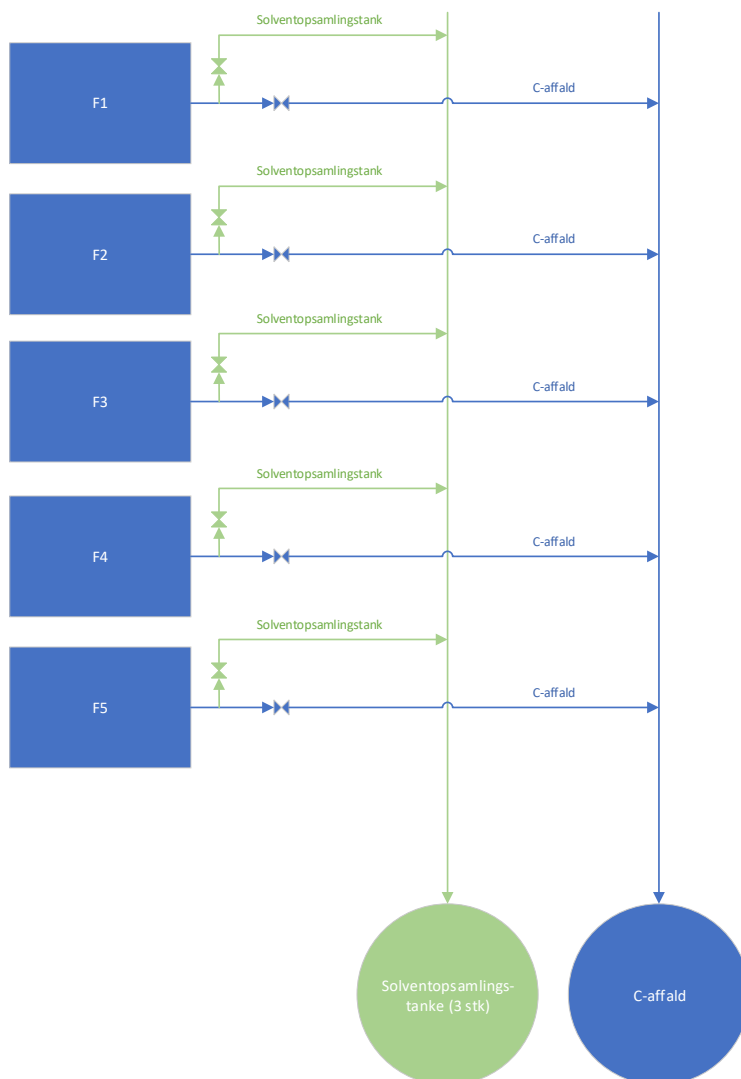 Solventopsamlingstank
C-affald
F1
Solventopsamlingstank
C-affald
F2
Solventopsamlingstank
C-affald
F3
Solventopsamlingstank
C-affald
F4
Solventopsamlingstank
C-affald
F5
Solventopsamlings-
tanke (3 stk)
C-affald